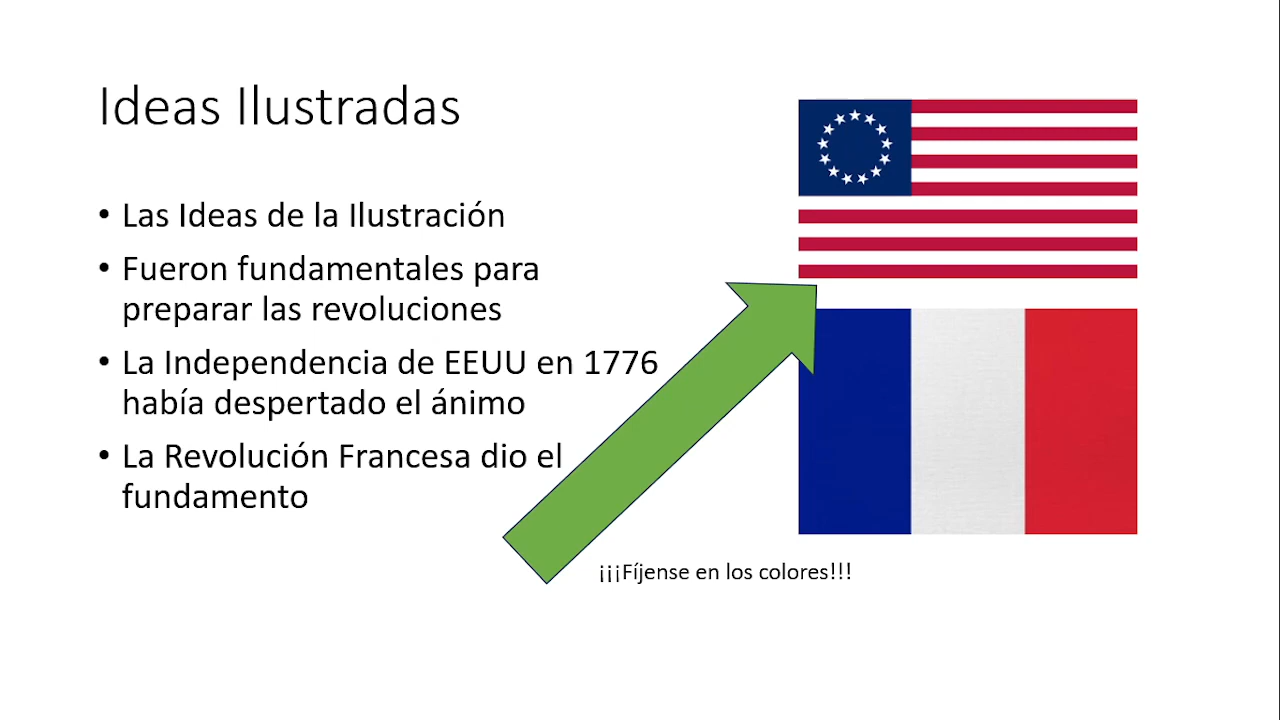 Ideas Ilustradas
• Las Ideas de la Ilustración
• Fueron fundamentales para
preparar las revoluciones
• La Independencia de EEUU en 1776
había despertado el ánimo
• La Revolución Francesa dio el
fundamento
¡¡¡Fíjense en los colores!!!